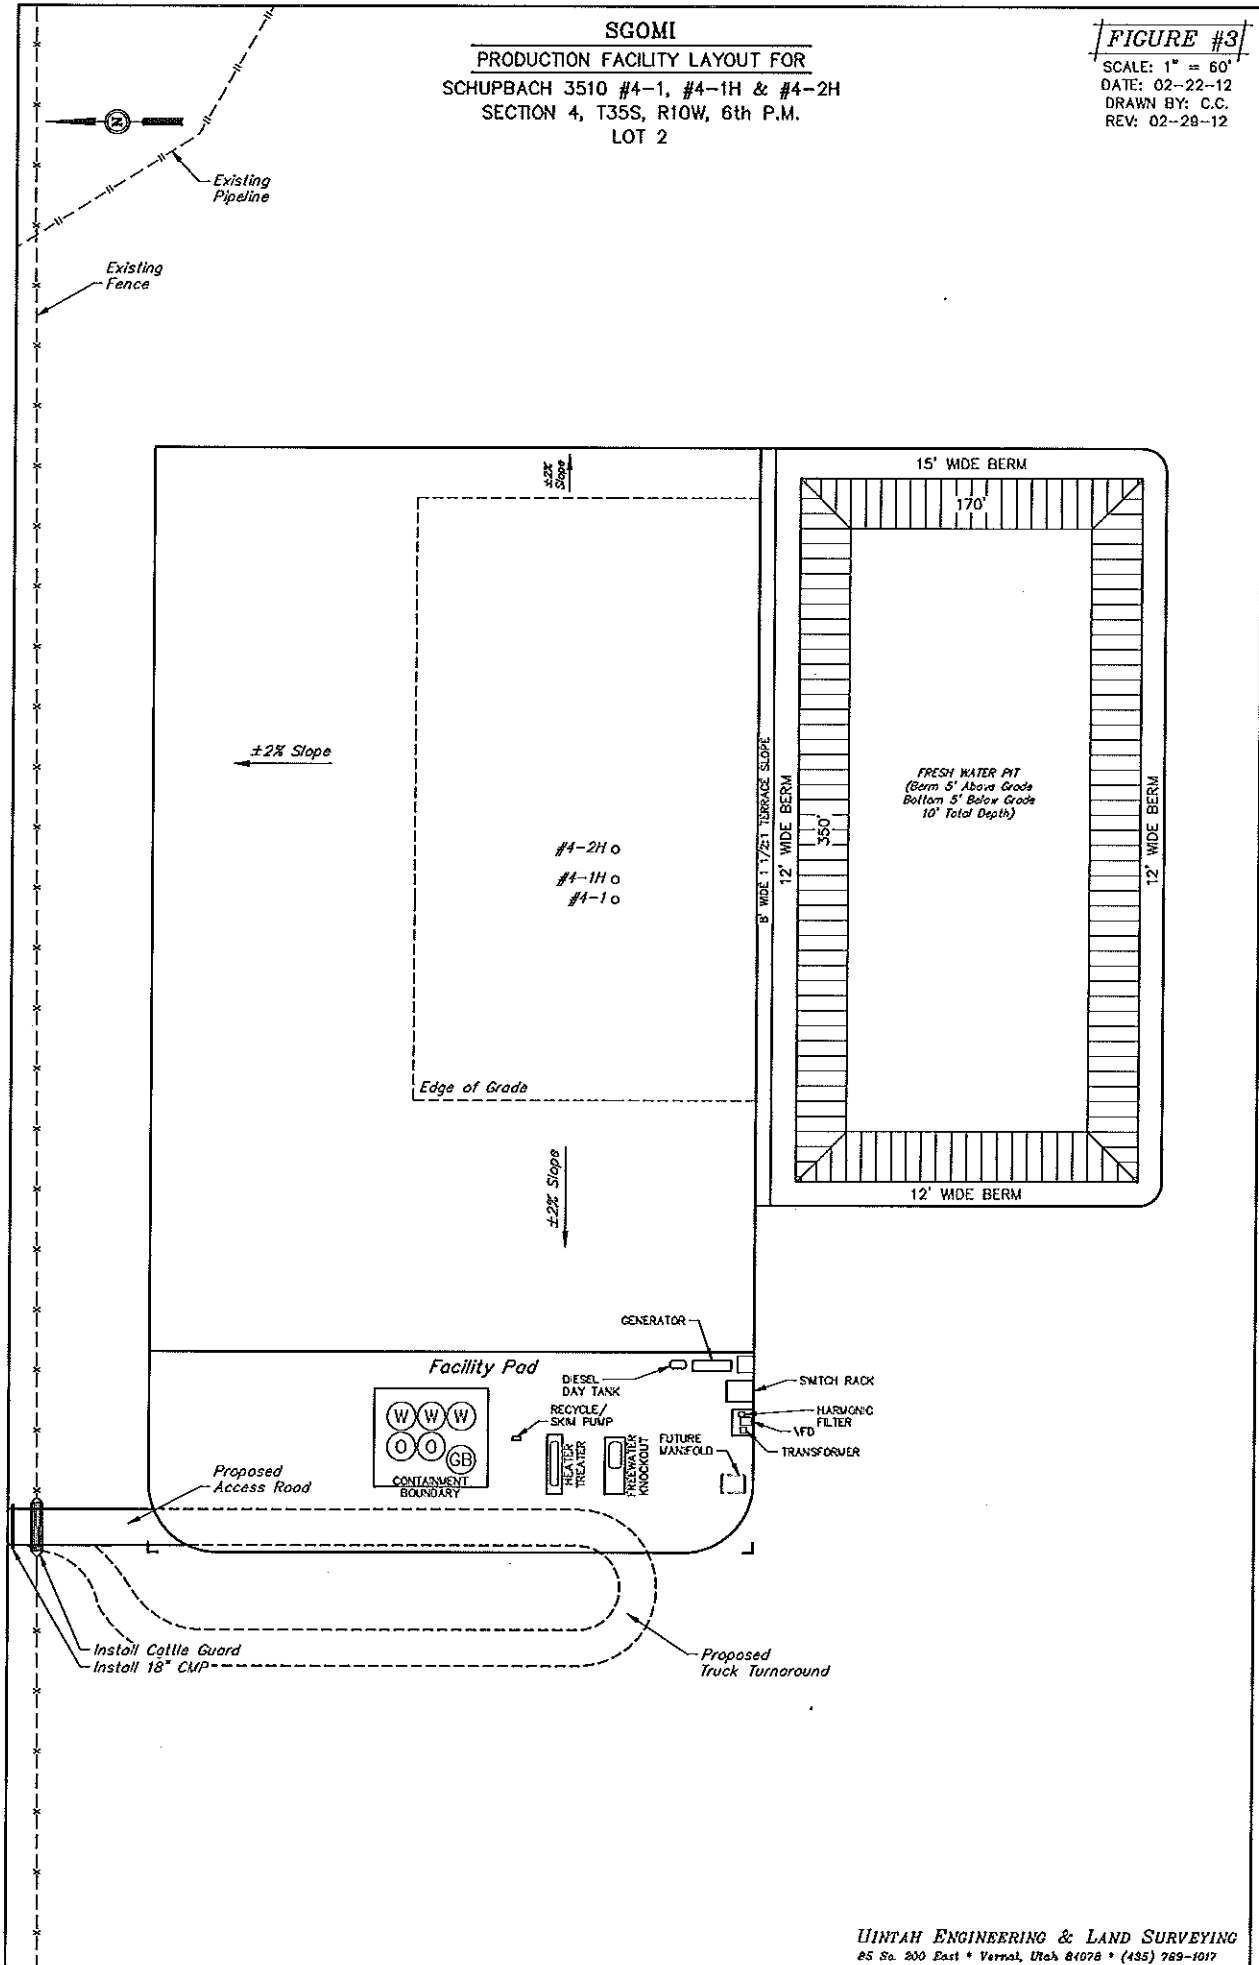 SGOMI
PRODUCTION FACILITY LAYOUT FOR
SCHUPBACH 3510 #4-1, #4-1H & #4-2H
SECTION 4, T35S, R10W, 6th P.M.
LOT 2
FIGURE #3
SCALE: 1" = 60'
DATE: 02-22-12
DRAWN BY: C.C.
REV: 02-28-12
N
Existing
Pipeline
Existing
Fence
±2%
Slope
15' WIDE BERM
170'
±2% Slope
8' WIDE 1 1/2:1 TERRACE SLOPE
12' WIDE BERM
350'
FRESH WATER PIT
(Berm 5' Above Grade
Bottom 5' Below Grade
10' Total Depth)
12' WIDE BERM
#4-2H
#4-1H
#4-1
Edge of Grade
±2% Slope
12' WIDE BERM
GENERATOR
Facility Pad
DIESEL
DAY TANK
SWITCH RACK
W W W
O O
GB
CONTAINMENT
BOUNDARY
RECYCLE/
SKIM PUMP
HEATER
TREATER
FREEWATER
KNOCKOUT
FUTURE
MANIFOLD
HARMONIC
FILTER
VFD
TRANSFORMER
Proposed
Access Road
Install Cattle Guard
Install 18" CMP
Proposed
Truck Turnaround
UINTAH ENGINEERING & LAND SURVEYING
85 So. 200 East * Vernal, Utah 84078 * (435) 789-1017